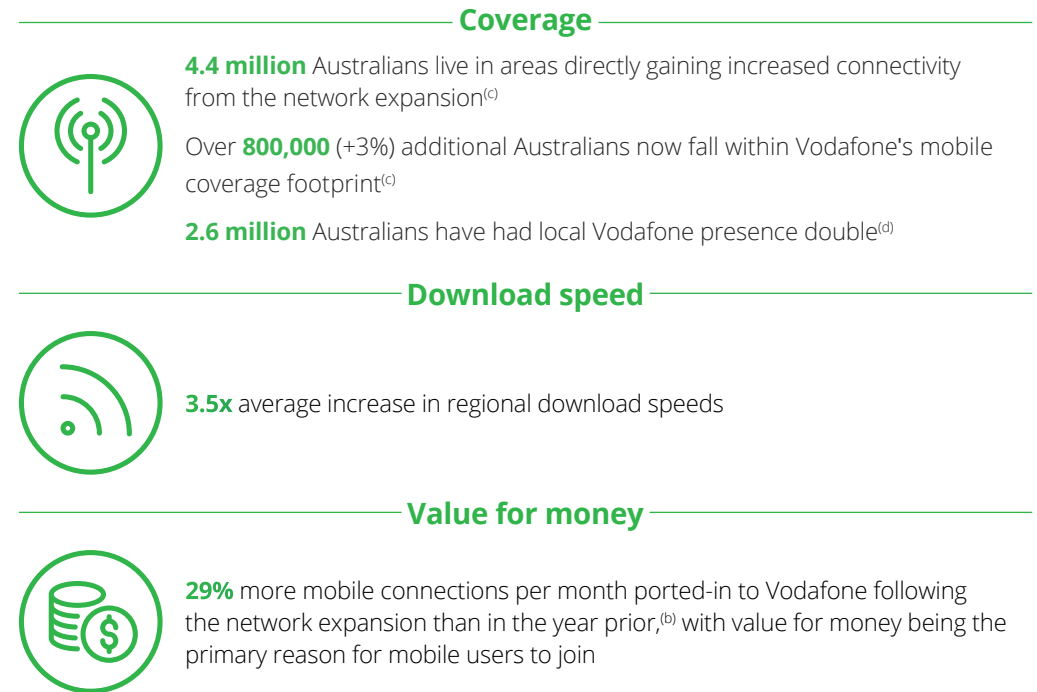 Coverage
4.4 million Australians live in areas directly gaining increased connectivity
from the network expansion(c)
Over 800,000 (+3%) additional Australians now fall within Vodafone's mobile
coverage footprint(c)
2.6 million Australians have had local Vodafone presence double(d)
Download speed
3.5x average increase in regional download speeds
Value for money
$
29% more mobile connections per month ported-in to Vodafone following
the network expansion than in the year prior,(b) with value for money being the
primary reason for mobile users to join